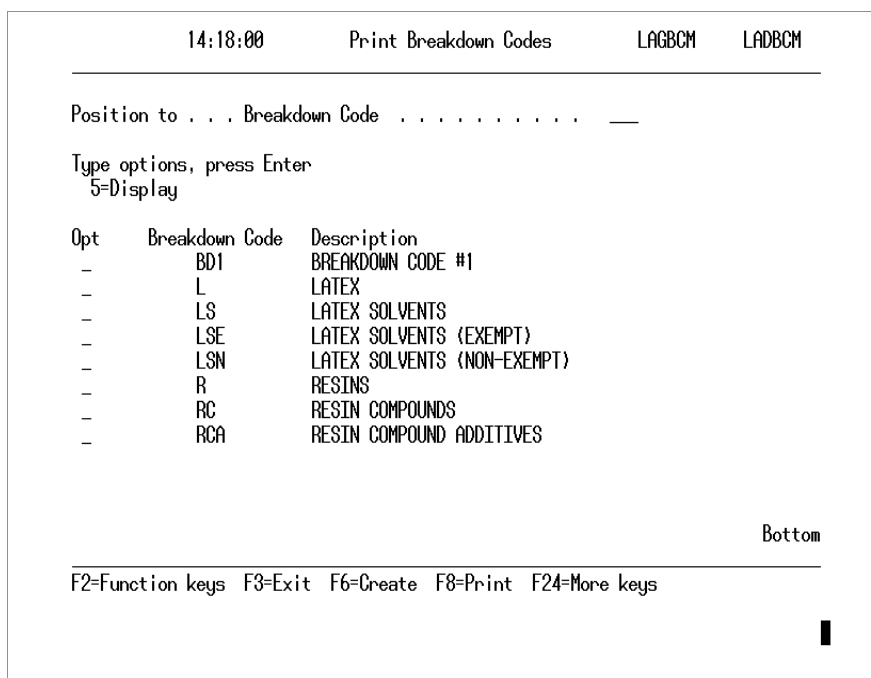 14:18:00 Print Breakdown Codes LAGBCM LADBCM
Position to . . . Breakdown Code . . . . . . . . . . ___
Type options, press Enter
5=Display
Opt Breakdown Code Description
_ BD1 BREAKDOWN CODE #1
_ L LATEX
_ LS LATEX SOLVENTS
_ LSE LATEX SOLVENTS (EXEMPT)
_ LSN LATEX SOLVENTS (NON-EXEMPT)
_ R RESINS
_ RC RESIN COMPOUNDS
_ RCA RESIN COMPOUND ADDITIVES
Bottom
F2=Function keys F3=Exit F6=Create F8=Print F24=More keys